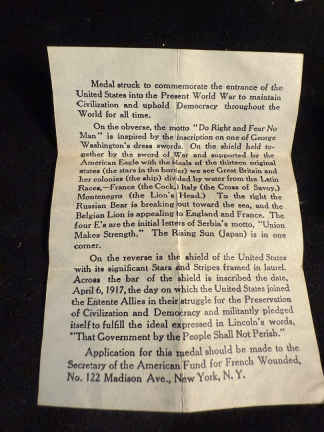 Medal struck to commemorate the entrance of the
United States into the Present World War to maintain
Civilization and uphold Democracy throughout the
World for all time.
On the obverse, the motto "Do Right and Fear No
Man" is inspired by the inscription on one of George
Washington's dress swords. On the shield held to-
gether by the sword of War and supported by the
American Eagle with the Seals of the thirteen original
states (the stars in the border) we see Great Britain and
her colonies (the ship) divided by water from the Latin
Races,—France (the Cock,) Italy (the Cross of Savoy,)
Montenegro (the Lion's Head.) To the right the
Russian Bear is breaking out toward the sea, and the
Belgian Lion is appealing to England and France. The
four E's are the initial letters of Serbia's motto, "Union
Makes Strength." The Rising Sun (Japan) is in one
corner.
On the reverse is the shield of the United States
with its significant Stars and Stripes framed in laurel.
Across the bar of the shield is inscribed the date,
April 6, 1917, the day on which the United States joined
the Entente Allies in their struggle for the Preservation
of Civilization and Democracy and militantly pledged
itself to fulfill the ideal expressed in Lincoln's words,
"That Government by the People Shall Not Perish."
Application for this medal should be made to the
Secretary of the American Fund for French Wounded,
No. 122 Madison Ave., New York, N. Y.